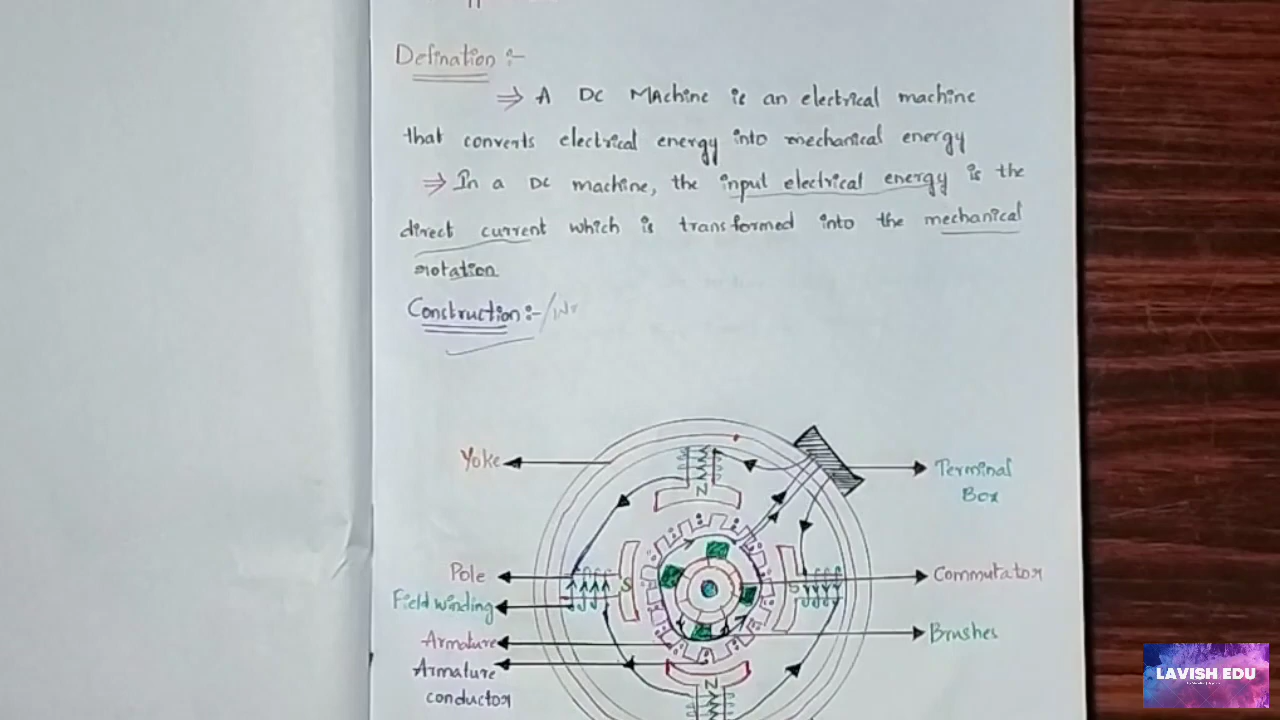 Defination :-
⇒ A DC MAchine is an electrical machine
that converts electrical energy into mechanical energy
⇒ In a DC machine, the input electrical energy is the
direct current which is transformed into the mechanical
rotation
Construction :-/
Yoke
Terminal
Box
N
Pole
S
S
Commutator
Field winding
Armature
Brushes
Armature
conductor
N
LAVISH EDU